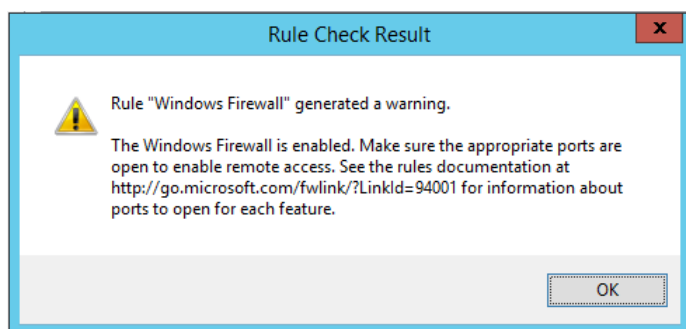 Rule Check Result
x
Rule "Windows Firewall" generated a warning.
The Windows Firewall is enabled. Make sure the appropriate ports are
open to enable remote access. See the rules documentation at
http://go.microsoft.com/fwlink/?LinkId=94001 for information about
ports to open for each feature.
OK